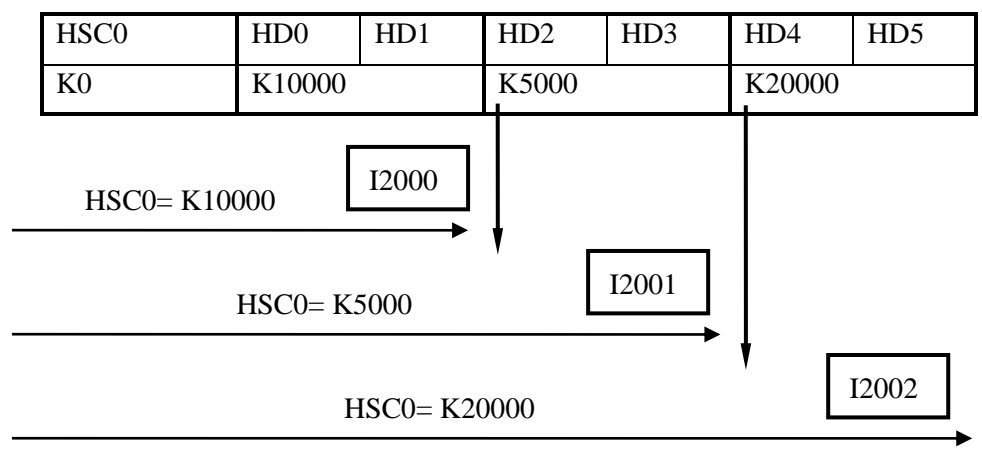 HSC0 HD0 HD1 HD2 HD3 HD4 HD5
K0 K10000 K5000 K20000
I2000
HSC0= K10000
I2001
HSC0= K5000
I2002
HSC0= K20000